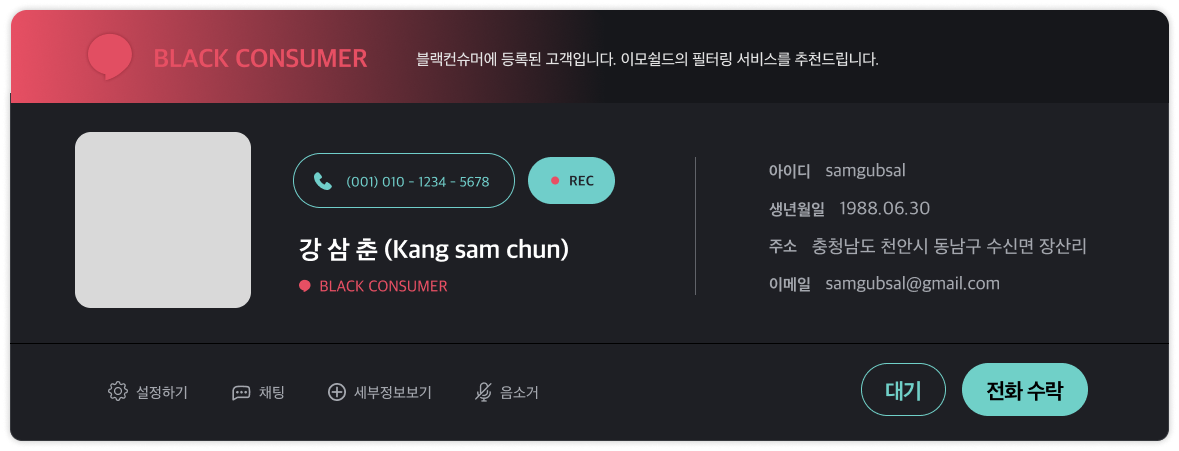 BLACK CONSUMER
블랙컨슈머에 등록된 고객입니다. 이모쉴드의 필터링 서비스를 추천드립니다.
(001) 010 - 1234 - 5678
REC
강 삼 춘 (Kang sam chun)
BLACK CONSUMER
아이디 samgubsal
생년월일 1988.06.30
주소 충청남도 천안시 동남구 수신면 장산리
이메일 samgubsal@gmail.com
설정하기
채팅
세부정보보기
음소거
대기
전화 수락